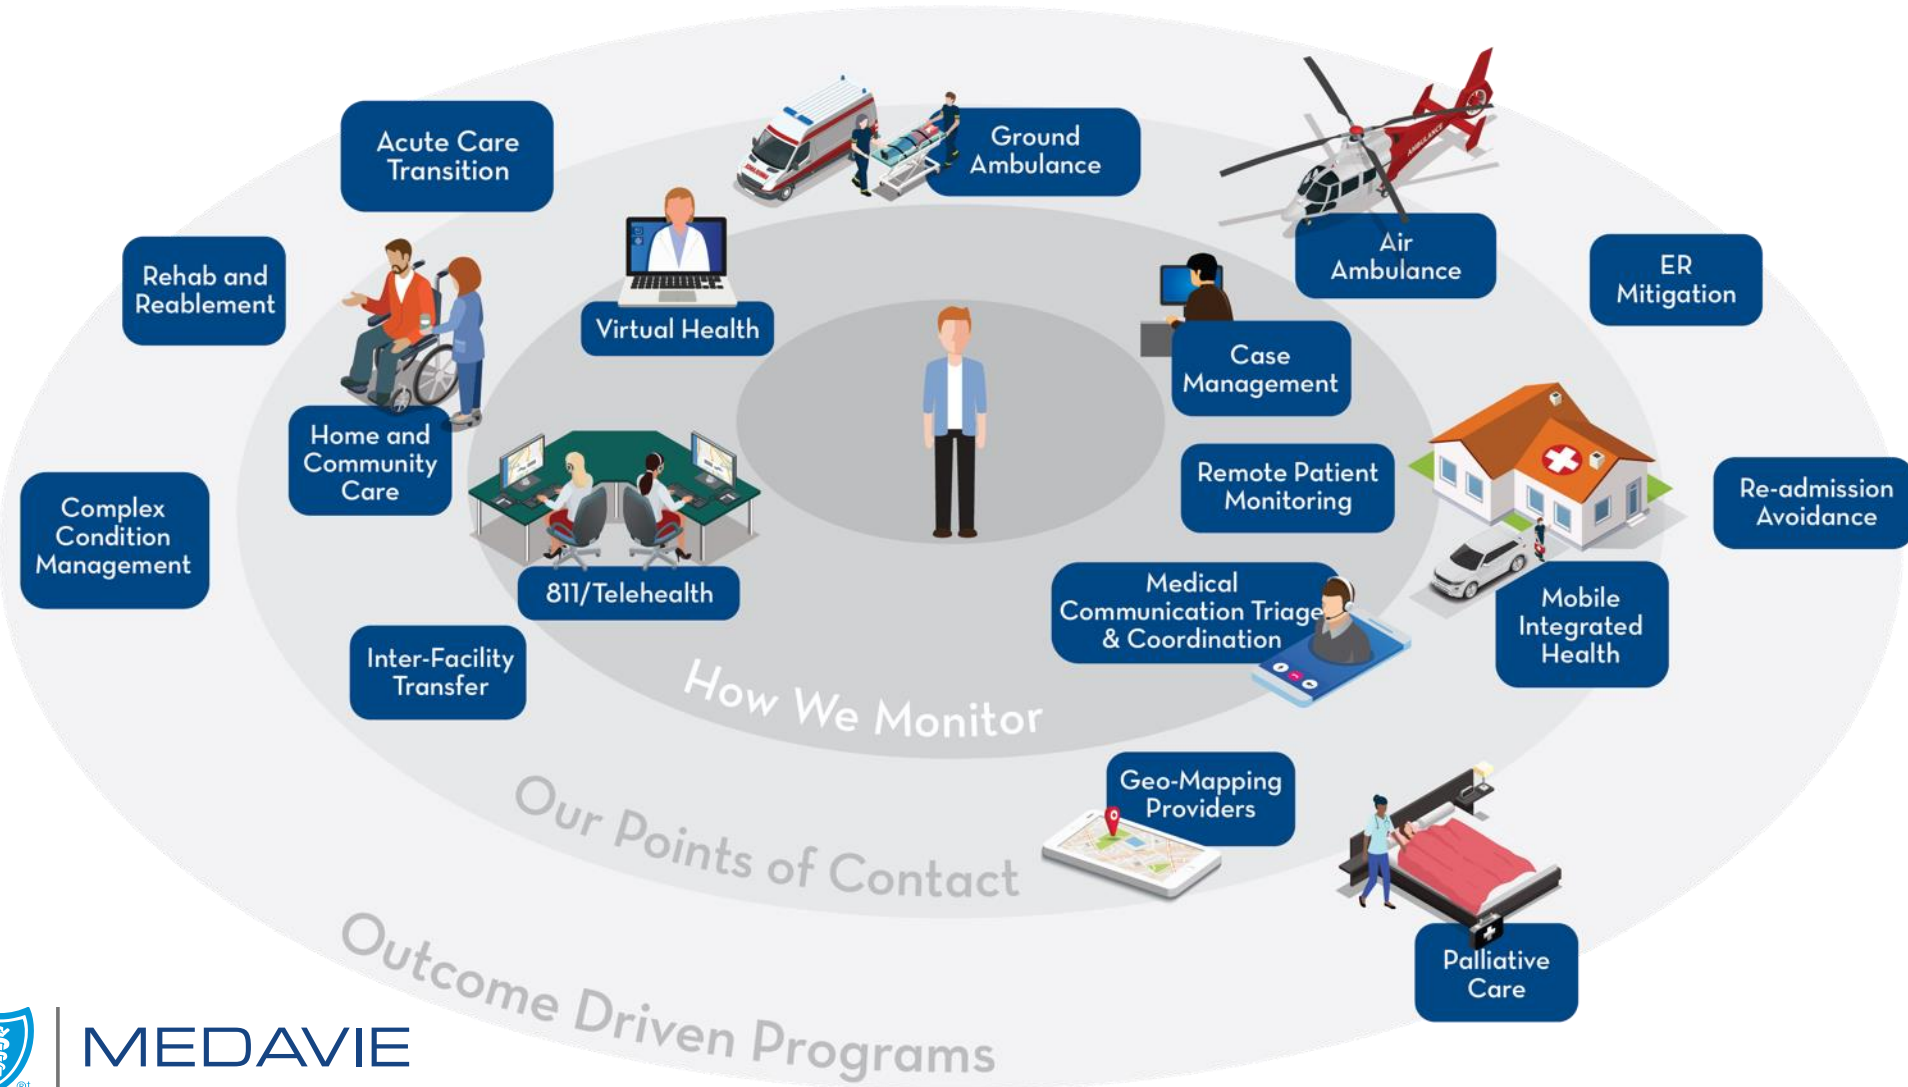 Acute Care
Transition
Ground
Ambulance
AMBULANCE
Air
Ambulance
ER
Mitigation
Rehab and
Reablement
Virtual Health
Case
Management
Home and
Community
Care
Remote Patient
Monitoring
Re-admission
Avoidance
Complex
Condition
Management
811/Telehealth
Medical
Communication Triage
& Coordination
Mobile
Integrated
Health
Inter-Facility
Transfer
How We Monitor
Geo-Mapping
Providers
Our Points of Contact
Palliative
Care
Outcome Driven Programs
MEDAVIE